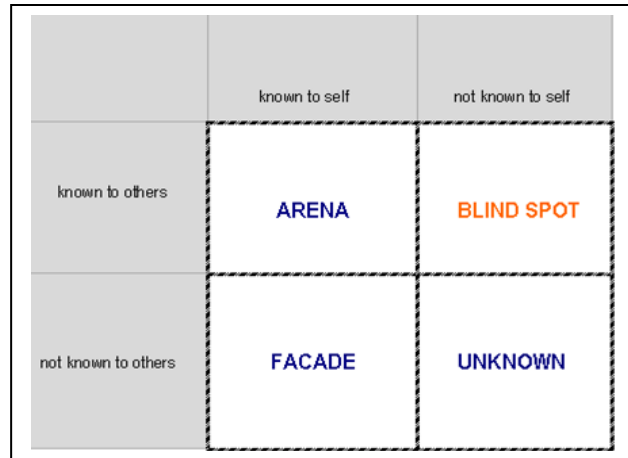 known to self
not known to self
known to others
ARENA
BLIND SPOT
not known to others
FACADE
UNKNOWN